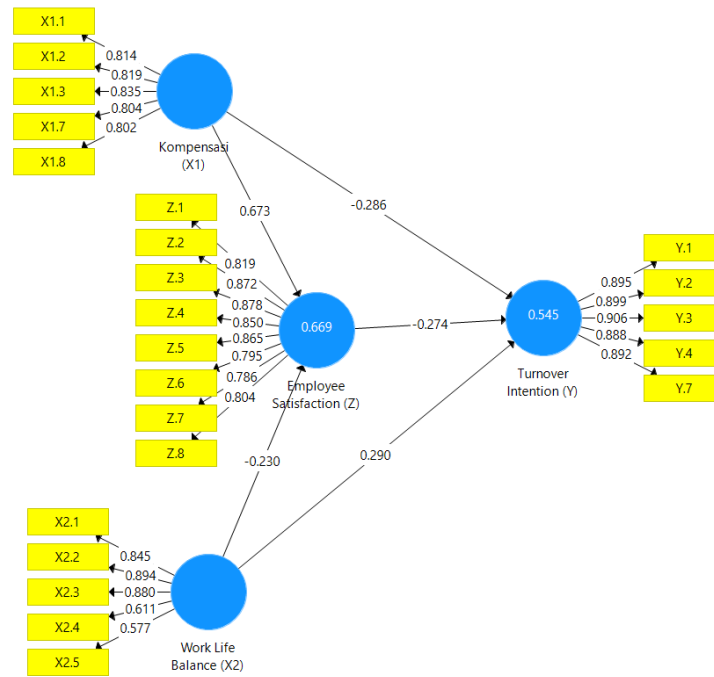 X1.1
X1.2
X1.3
X1.7
X1.8
0.814
0.819
0.835
0.804
0.802
Kompensasi
(X1)
-0.286
0.673
Z.1
Z.2
Z.3
Z.4
Z.5
Z.6
Z.7
Z.8
0.819
0.872
0.878
0.850
0.865
0.795
0.786
0.804
0.669
Employee
Satisfaction (Z)
-0.274
0.545
Turnover
Intention (Y)
0.895
0.899
0.906
0.888
0.892
Y.1
Y.2
Y.3
Y.4
Y.7
-0.230
0.290
X2.1
X2.2
X2.3
X2.4
X2.5
0.845
0.894
0.880
0.611
0.577
Work Life
Balance (X2)